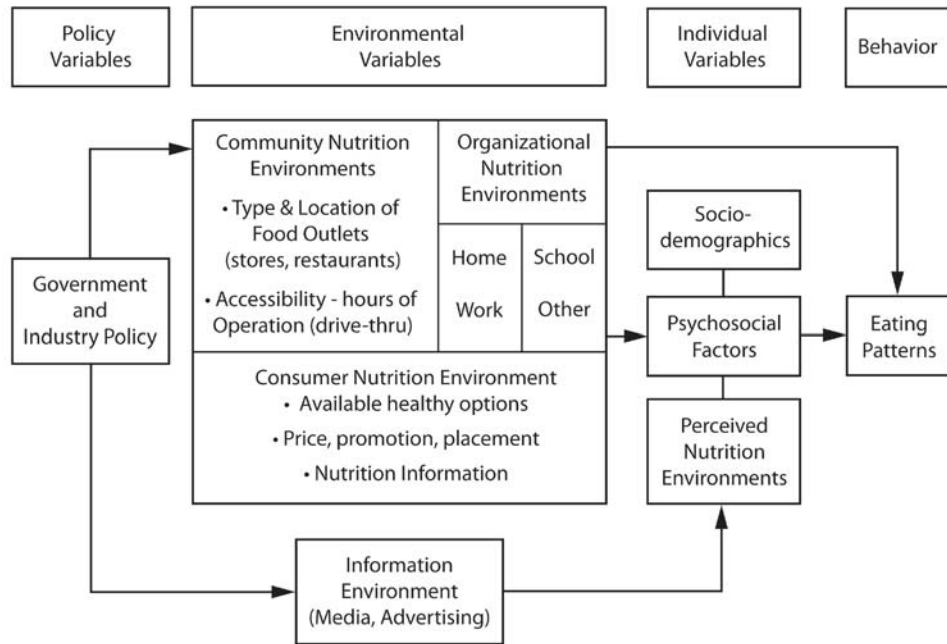 Policy
Variables
Environmental
Variables
Individual
Variables
Behavior
Community Nutrition
Environments
• Type & Location of
Food Outlets
(stores, restaurants)
• Accessibility - hours of
Operation (drive-thru)
Organizational
Nutrition
Environments
Home
School
Work
Other
Government
and
Industry Policy
Socio-
demographics
Psychosocial
Factors
Eating
Patterns
Consumer Nutrition Environment
• Available healthy options
• Price, promotion, placement
• Nutrition Information
Perceived
Nutrition
Environments
Information
Environment
(Media, Advertising)